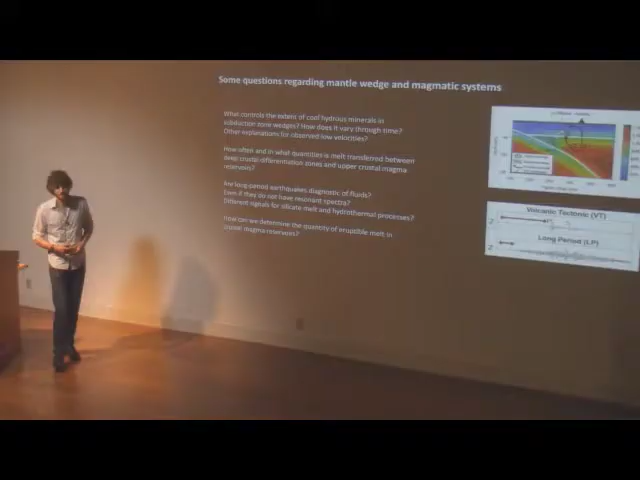 Some questions regarding mantle wedge and magmatic systems
What controls the extent of cool hydrous minerals in
subduction zone wedges? How does it vary through time?
Other explanations for observed low velocities?
How often and in what quantities is melt transferred between
deep crustal differentiation zones and upper crustal magma
reservoirs?
Are long-period earthquakes diagnostic of fluids?
Even if they do not have resonant spectra?
Different signals for silicate melt and hydrothermal processes?
How can we determine the quantity of eruptible melt in
crustal magma reservoirs?
Volcanic Tectonic (VT)
Z
Long Period (LP)
Z